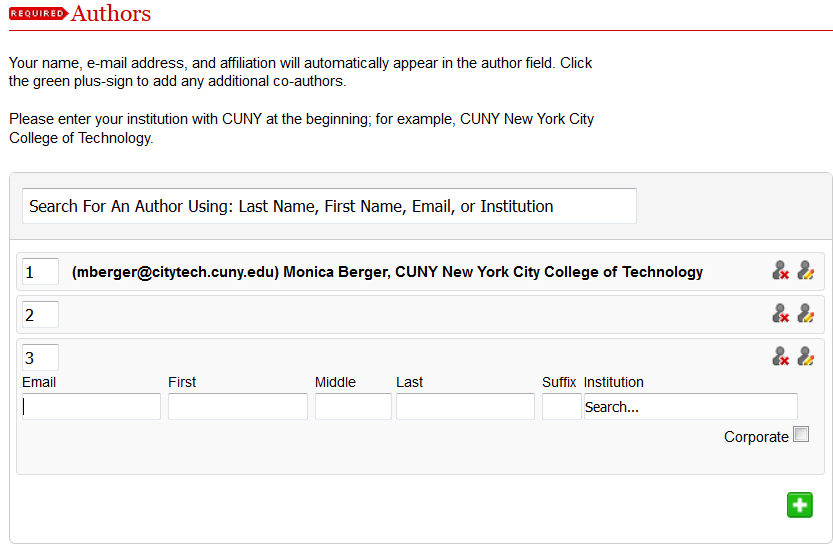 REQUIRED Authors
Your name, e-mail address, and affiliation will automatically appear in the author field. Click
the green plus-sign to add any additional co-authors.
Please enter your institution with CUNY at the beginning; for example, CUNY New York City
College of Technology.
Search For An Author Using: Last Name, First Name, Email, or Institution
1 (mberger@citytech.cuny.edu) Monica Berger, CUNY New York City College of Technology
2
3
Email First Middle Last Suffix Institution
Search...
Corporate